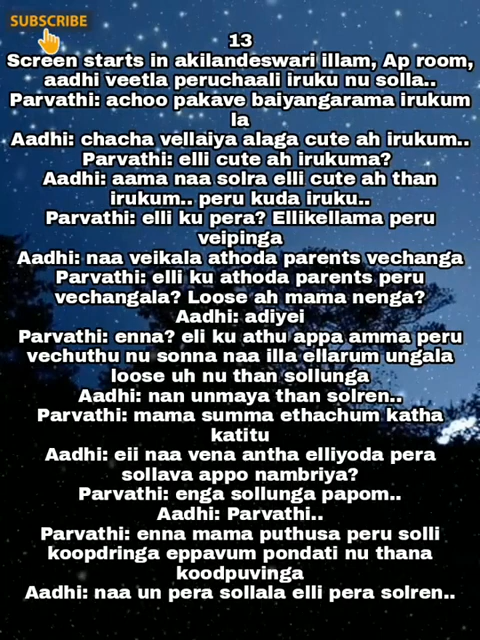 SUBSCRIBE
13
Screen starts in akilandeswari illam, Ap room,
aadhi veetla peruchaali iruku nu solla..
Parvathi: achoo pakave baiyangarama irukum
la
Aadhi: chacha vellaiya alaga cute ah irukum..
Parvathi: elli cute ah irukuma?
Aadhi: aama naa solra elli cute ah than
irukum.. peru kuda iruku..
Parvathi: elli ku pera? Ellikellama peru
veipinga
Aadhi: naa veikala athoda parents vechanga
Parvathi: elli ku athoda parents peru
vechangala? Loose ah mama nenga?
Aadhi: adiyei
Parvathi: enna? eli ku athu appa amma peru
vechuthu nu sonna naa illa ellarum ungala
loose uh nu than sollunga
Aadhi: nan unmaya than solren..
Parvathi: mama summa ethachum katha
katitu
Aadhi: eii naa vena antha elliyoda pera
sollava appo nambriya?
Parvathi: enga sollunga papom..
Aadhi: Parvathi..
Parvathi: enna mama puthusa peru solli
koopdringa eppavum pondati nu thana
koodpuvinga
Aadhi: naa un pera sollala elli pera solren..